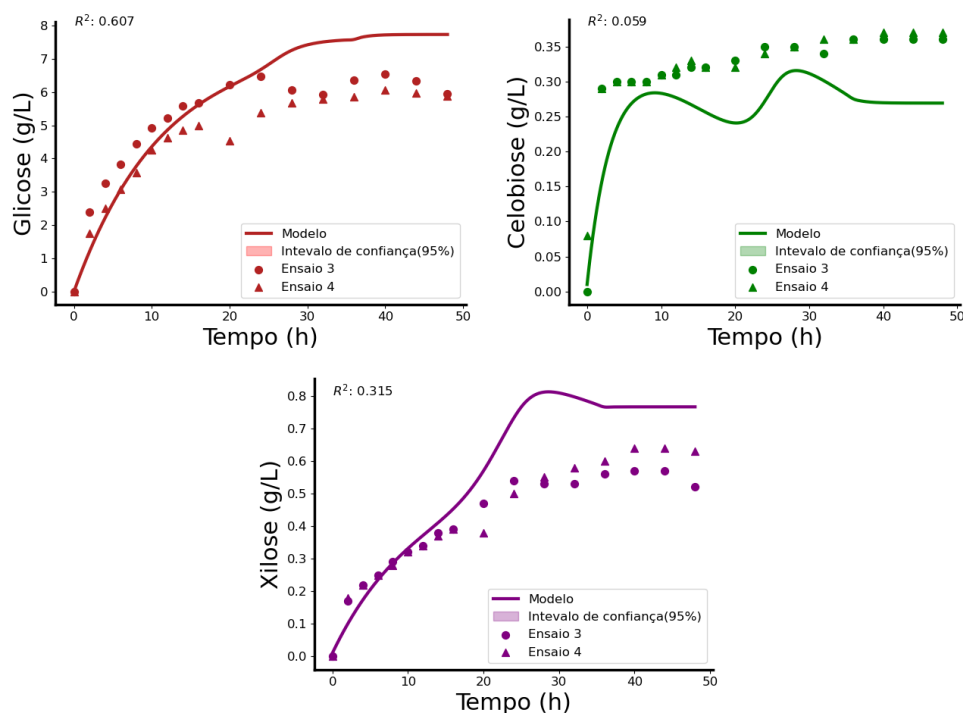 R²: 0.607
Glicose (g/L)
8
7
6
5
4
3
2
1
0
Modelo
Intevalo de confiança(95%)
Ensaio 3
Ensaio 4
0 10 20 30 40 50
Tempo (h)
R²: 0.059
Celobiose (g/L)
0.35
0.30
0.25
0.20
0.15
0.10
0.05
0.00
Modelo
Intevalo de confiança(95%)
Ensaio 3
Ensaio 4
0 10 20 30 40 50
Tempo (h)
R²: 0.315
Xilose (g/L)
0.8
0.7
0.6
0.5
0.4
0.3
0.2
0.1
0.0
Modelo
Intevalo de confiança(95%)
Ensaio 3
Ensaio 4
0 10 20 30 40 50
Tempo (h)